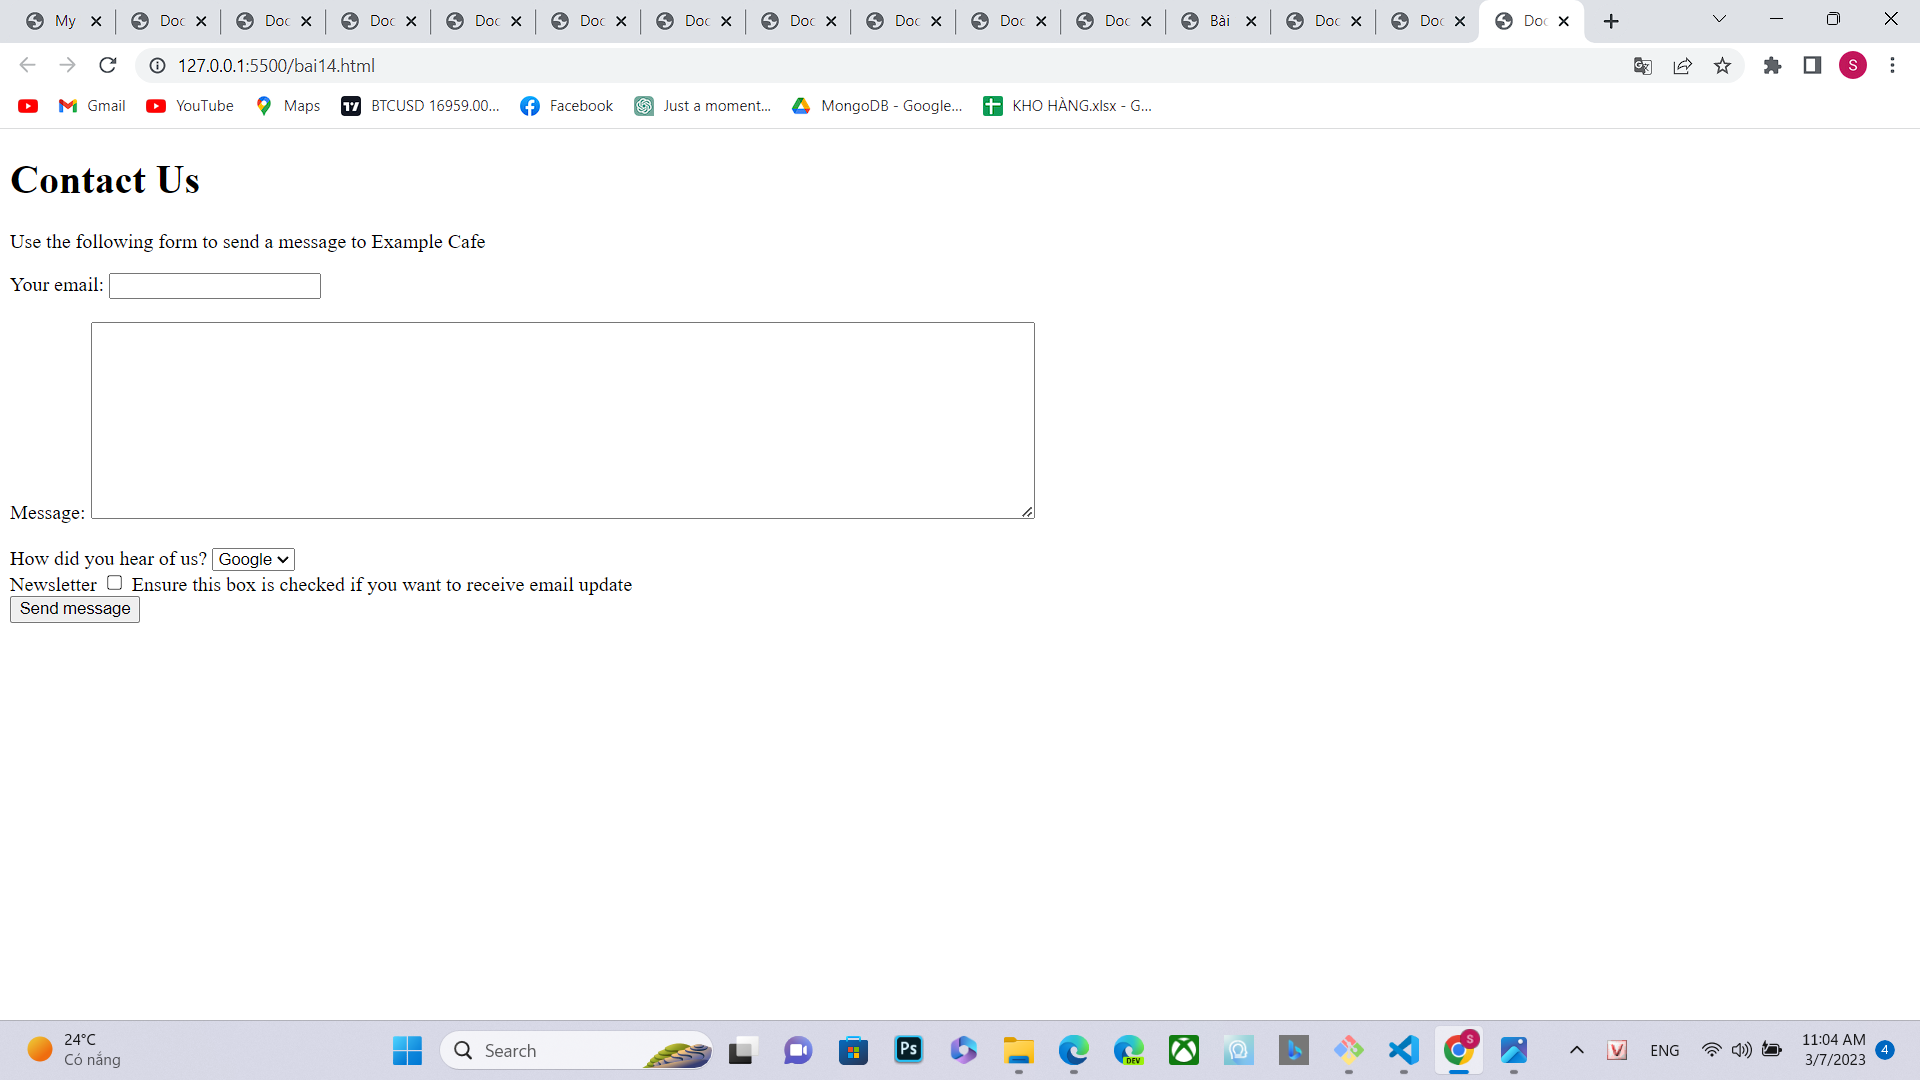 My Doc Doc Doc Doc Doc Doc Doc Doc Doc Doc Bài Doc Doc Doc
127.0.0.1:5500/bai14.html
S
Gmail YouTube Maps BTCUSD 16959.00... Facebook Just a moment... MongoDB - Google... KHO HÀNG.xlsx - G...
Contact Us
Use the following form to send a message to Example Cafe
Your email:
Message:
How did you hear of us? Google
Newsletter Ensure this box is checked if you want to receive email update
Send message
24°C
Có nắng
Search
Ps
DEV
S
V
ENG
11:04 AM
3/7/2023
4